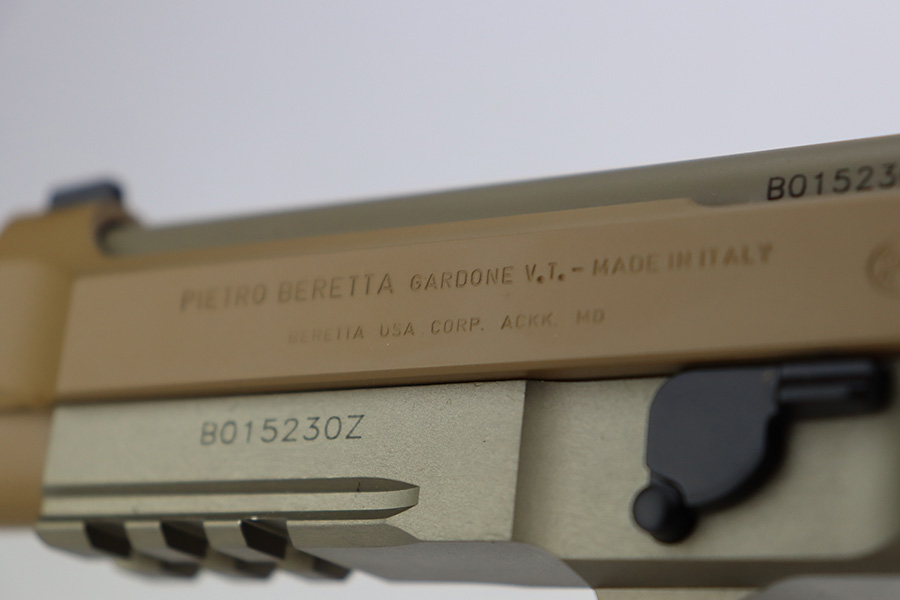 B01523
PIETRO BERETTA GARDONE V.T. - MADE IN ITALY
BERETTA USA CORP. ACKK. MD
B015230Z